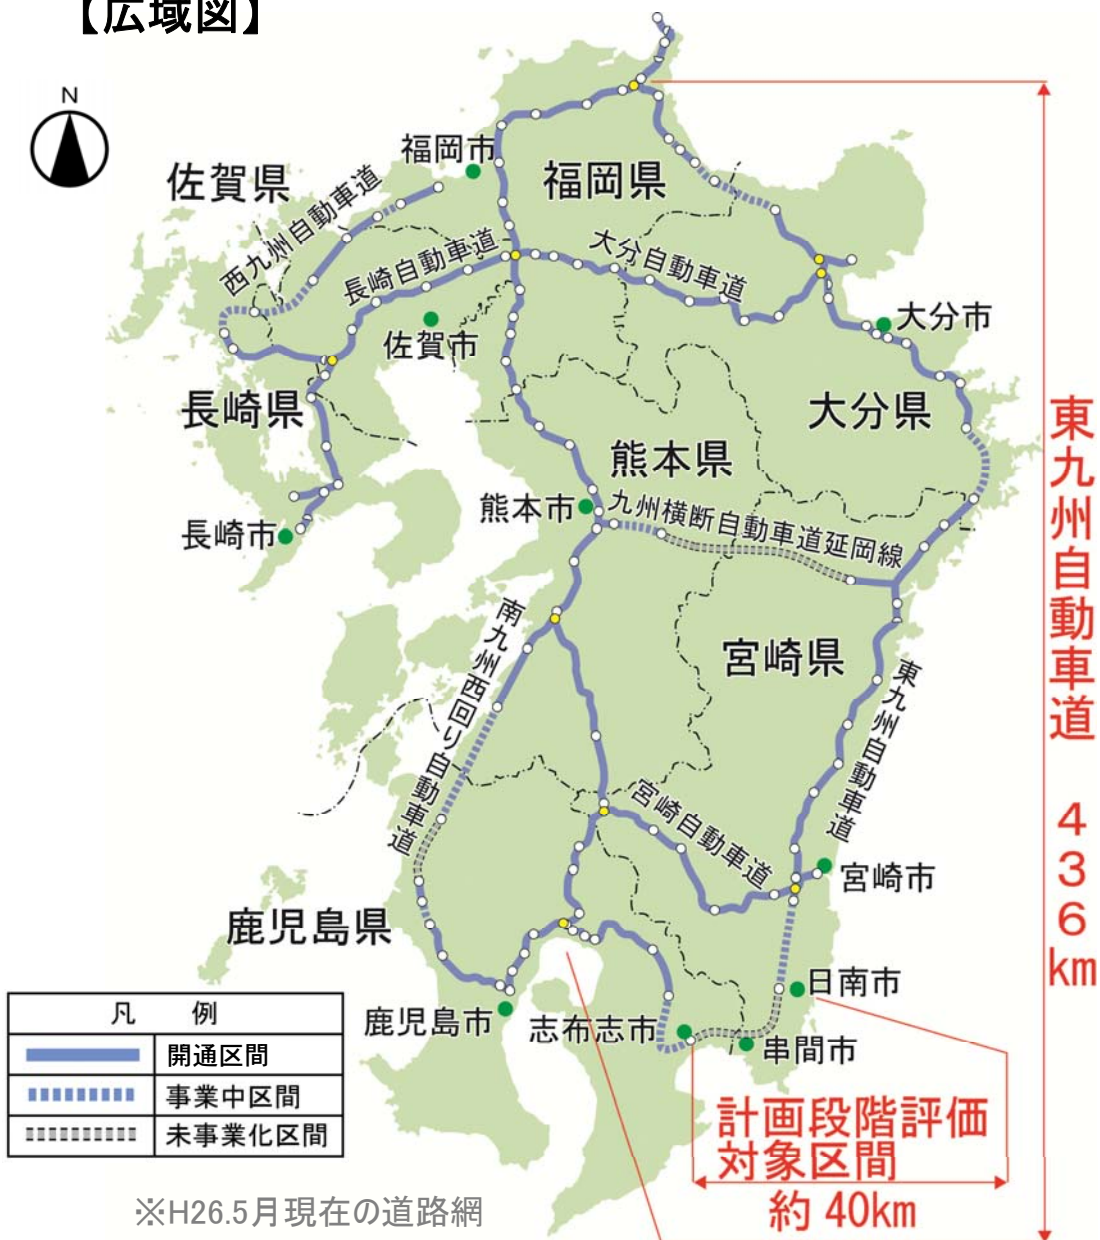 【広域図】
N
福岡市
佐賀県
福岡県
西九州自動車道
長崎自動車道
大分自動車道
佐賀市
大分市
長崎県
大分県
熊本県
熊本市
九州横断自動車道延岡線
長崎市
南九州西回り自動車道
宮崎県
東九州自動車道
東九州自動車道 436km
宮崎自動車道
宮崎市
鹿児島県
日南市
鹿児島市
志布志市
串間市
凡 例
開通区間
事業中区間
未事業化区間
計画段階評価
対象区間
約40km
※H26.5月現在の道路網